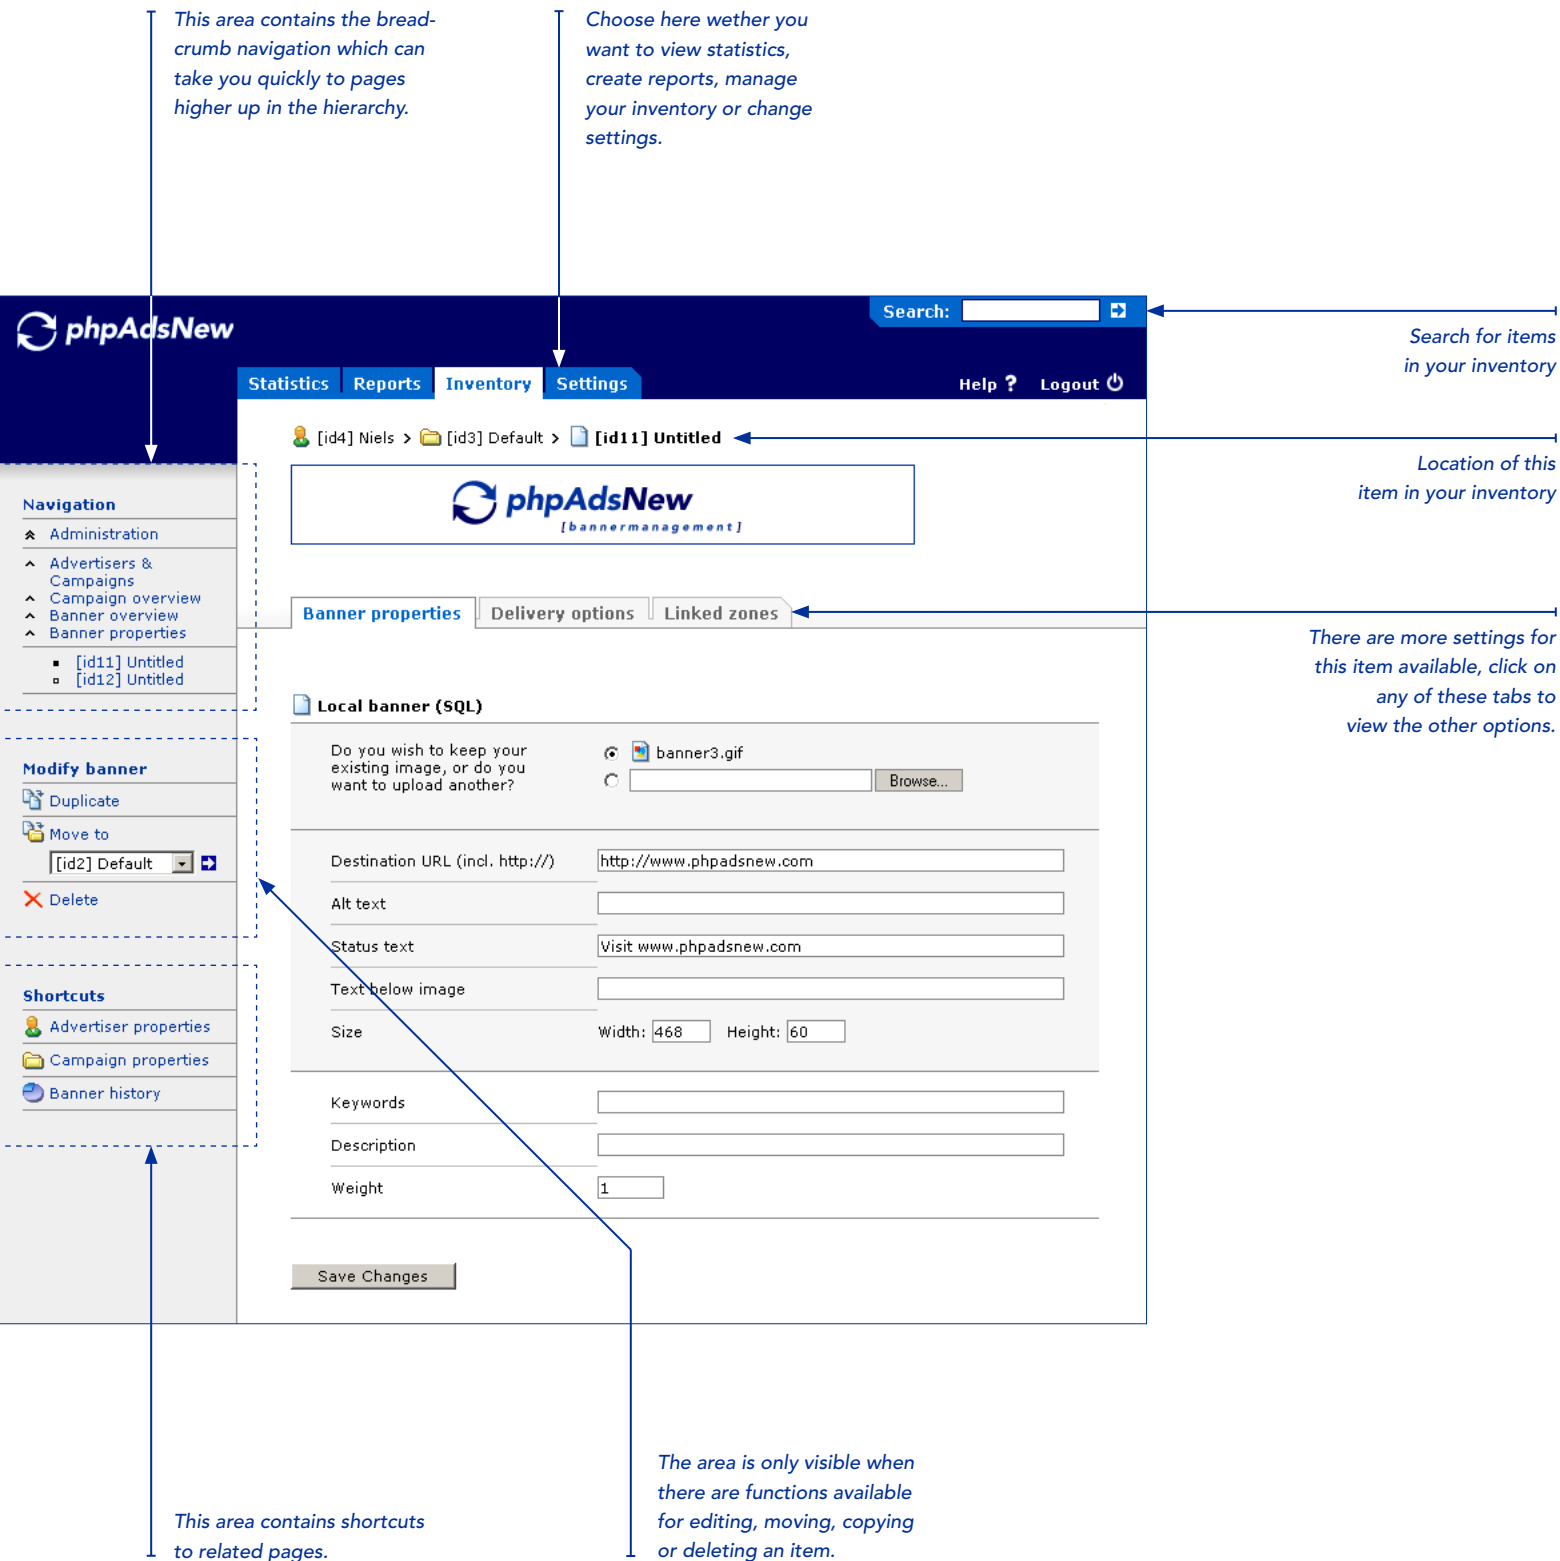 This area contains the bread-
crumb navigation which can
take you quickly to pages
higher up in the hierarchy.
Choose here wether you
want to view statistics,
create reports, manage
your inventory or change
settings.
phpAdsNew
Search:
Search for items
in your inventory
Statistics Reports Inventory Settings
Help ? Logout
[id4] Niels > [id3] Default > [id11] Untitled
Location of this
item in your inventory
phpAdsNew
[bannermanagement]
Navigation
Administration
Advertisers &
Campaigns
Campaign overview
Banner overview
Banner properties
[id11] Untitled
[id12] Untitled
Banner properties Delivery options Linked zones
There are more settings for
this item available, click on
any of these tabs to
view the other options.
Modify banner
Duplicate
Move to
[id2] Default
Delete
Shortcuts
Advertiser properties
Campaign properties
Banner history
Local banner (SQL)
Do you wish to keep your
existing image, or do you
want to upload another?
banner3.gif
Browse...
Destination URL (incl. http://) http://www.phpadsnew.com
Alt text
Status text Visit www.phpadsnew.com
Text below image
Size Width: 468 Height: 60
Keywords
Description
Weight 1
Save Changes
This area contains shortcuts
to related pages.
The area is only visible when
there are functions available
for editing, moving, copying
or deleting an item.